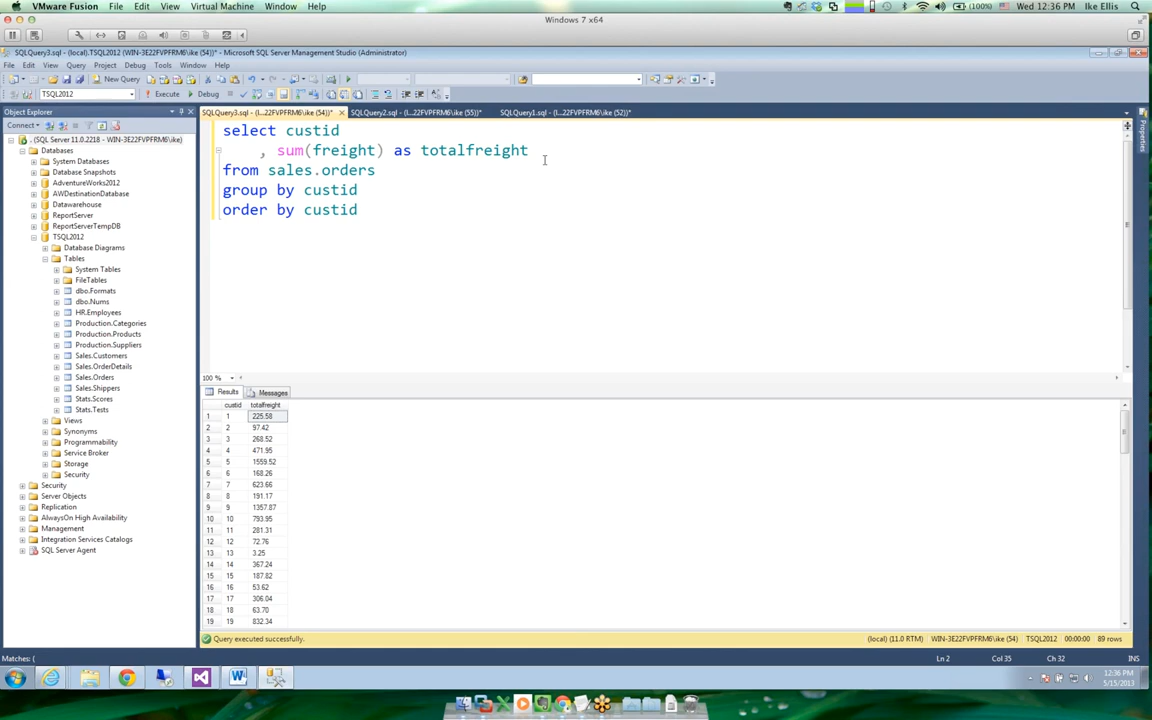 VMware Fusion File Edit View Virtual Machine Window Help (100%) Wed 12:36 PM Ike Ellis
Windows 7 x64
SQLQuery3.sql - (local).TSQL2012 (WIN-3E22FVPFRM6\ike (54))* - Microsoft SQL Server Management Studio (Administrator)
File Edit View Query Project Debug Tools Window Help
New Query
TSQL2012 Execute Debug
Object Explorer
SQLQuery3.sql - (l...22FVPFRM6\ike (54))* SQLQuery2.sql - (l...22FVPFRM6\ike (55))* SQLQuery1.sql - (l...22FVPFRM6\ike (52))*
Connect
. (SQL Server 11.0.2218 - WIN-3E22FVPFRM6\ike)
Databases
System Databases
Database Snapshots
AdventureWorks2012
AWDestinationDatabase
Datawarehouse
ReportServer
ReportServerTempDB
TSQL2012
Database Diagrams
Tables
System Tables
FileTables
dbo.Formats
dbo.Nums
HR.Employees
Production.Categories
Production.Products
Production.Suppliers
Sales.Customers
Sales.OrderDetails
Sales.Orders
Sales.Shippers
Stats.Scores
Stats.Tests
Views
Synonyms
Programmability
Service Broker
Storage
Security
Security
Server Objects
Replication
AlwaysOn High Availability
Management
Integration Services Catalogs
SQL Server Agent
select custid
, sum(freight) as totalfreight
from sales.orders
group by custid
order by custid
Properties
100 %
Results Messages
custid totalfreight
1 1 225.58
2 2 97.42
3 3 268.52
4 4 471.95
5 5 1559.52
6 6 168.26
7 7 623.66
8 8 191.17
9 9 1357.87
10 10 793.95
11 11 281.31
12 12 72.76
13 13 3.25
14 14 367.24
15 15 187.82
16 16 53.62
17 17 306.04
18 18 63.70
19 19 832.34
Query executed successfully. (local) (11.0 RTM) WIN-3E22FVPFRM6\ike (54) TSQL2012 00:00:00 89 rows
Matches: ( Ln 2 Col 35 Ch 32 INS
12:36 PM
5/15/2013